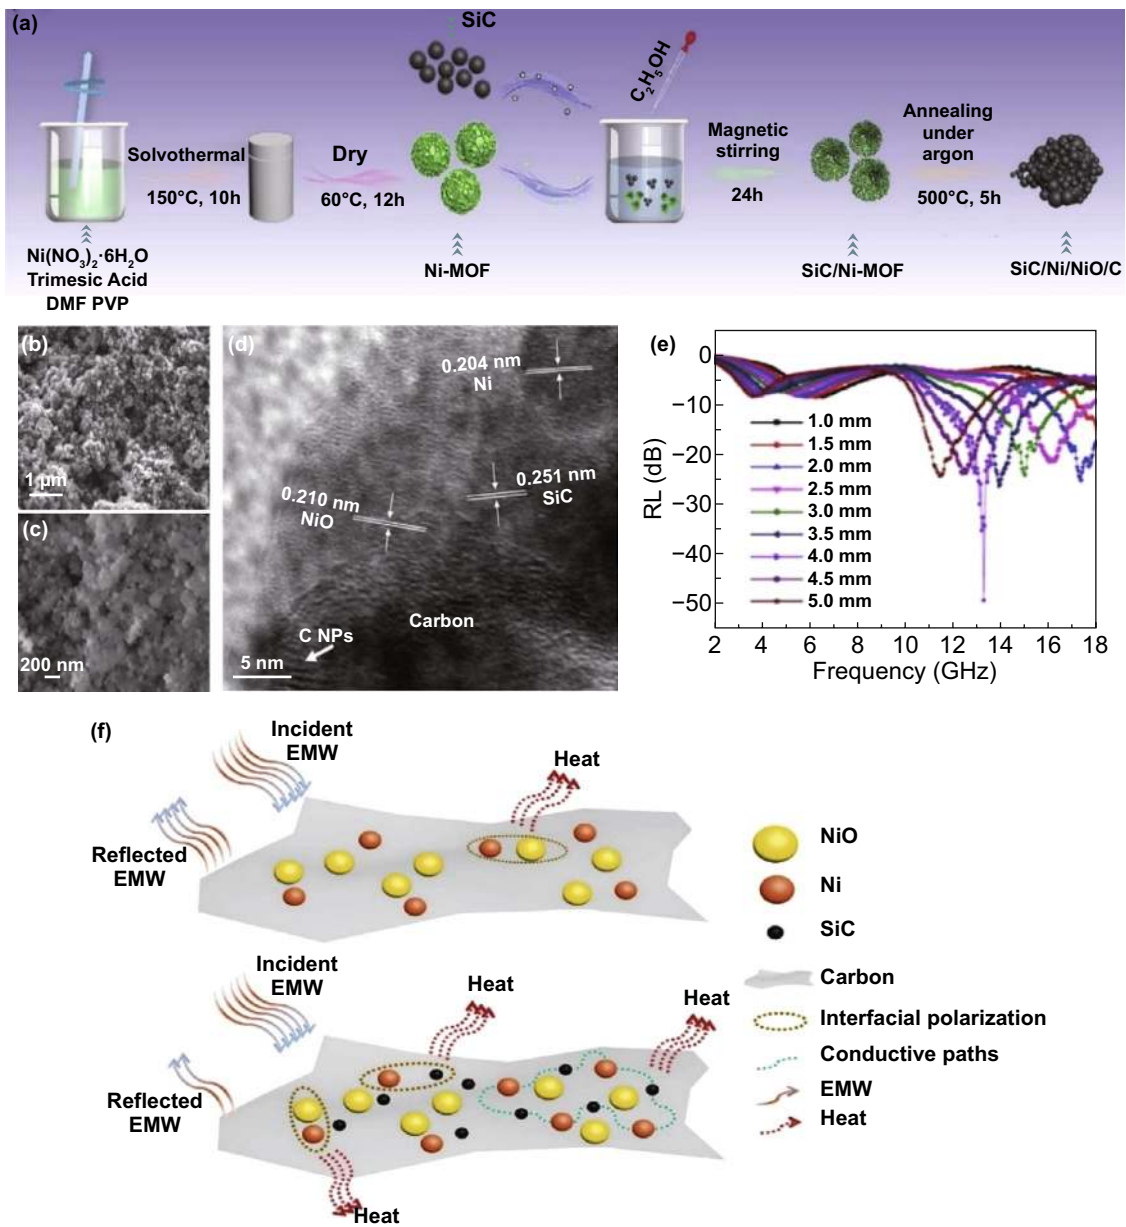 (a)
SiC
C₂H₅OH
Solvothermal
150°C, 10h
Dry
60°C, 12h
Magnetic
stirring
24h
Annealing
under
argon
500°C, 5h
Ni(NO₃)₂·6H₂O
Trimesic Acid
DMF PVP
Ni-MOF
SiC/Ni-MOF
SiC/Ni/NiO/C
(b)
1 μm
(c)
200 nm
(d)
0.204 nm
Ni
0.251 nm
SiC
0.210 nm
NiO
Carbon
C NPs
5 nm
(e)
0
−10
−20
−30
−40
−50
RL (dB)
1.0 mm
1.5 mm
2.0 mm
2.5 mm
3.0 mm
3.5 mm
4.0 mm
4.5 mm
5.0 mm
2 4 6 8 10 12 14 16 18
Frequency (GHz)
(f)
Incident
EMW
Heat
Reflected
EMW
Incident
EMW
Heat
Heat
Reflected
EMW
Heat
NiO
Ni
SiC
Carbon
Interfacial polarization
Conductive paths
EMW
Heat